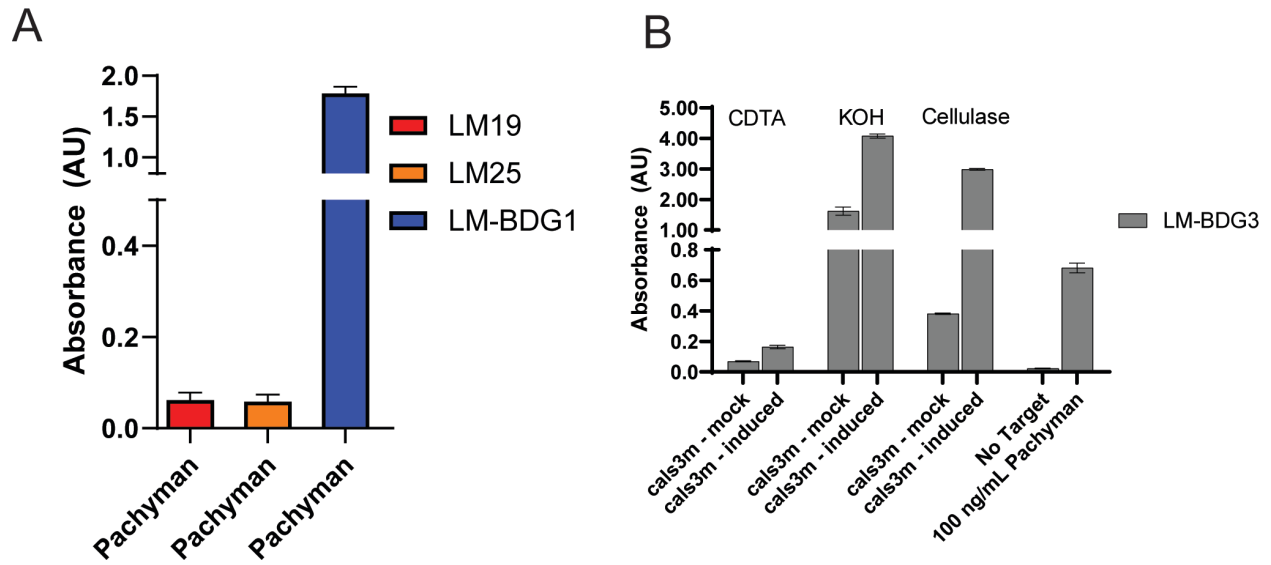 A
Absorbance (AU)
2.0
1.5
1.0
0.4
0.2
0.0
Pachyman
Pachyman
Pachyman
LM19
LM25
LM-BDG1
B
Absorbance (AU)
5.00
4.00
3.00
2.00
1.00
0.8
0.6
0.4
0.2
0.0
CDTA
KOH
Cellulase
cals3m - mock
cals3m - induced
cals3m - mock
cals3m - induced
cals3m - mock
cals3m - induced
No Target
100 ng/mL Pachyman
LM-BDG3